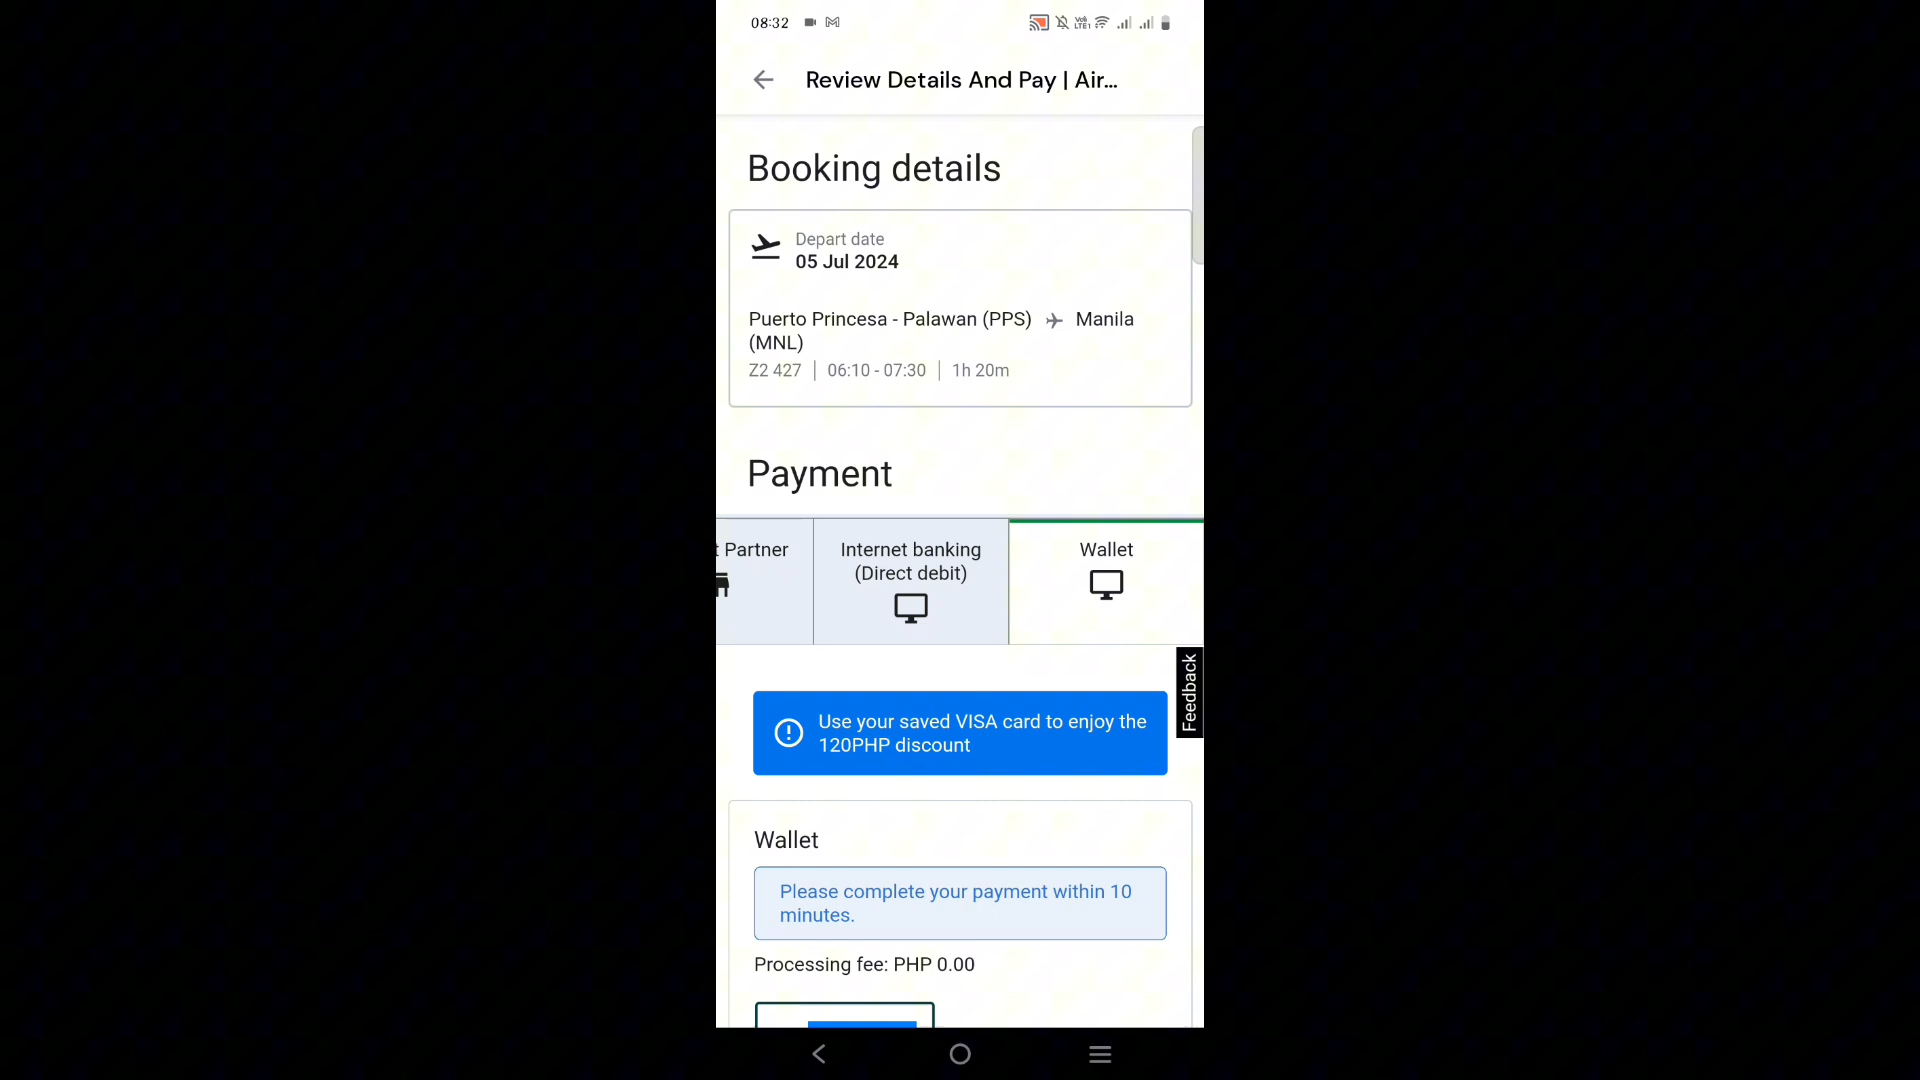 08:32
Review Details And Pay | Air...
Booking details
Depart date
05 Jul 2024
Puerto Princesa - Palawan (PPS) Manila
(MNL)
Z2 427 | 06:10 - 07:30 | 1h 20m
Payment
t Partner
Internet banking
(Direct debit)
Wallet
Feedback
Use your saved VISA card to enjoy the
120PHP discount
Wallet
Please complete your payment within 10
minutes.
Processing fee: PHP 0.00